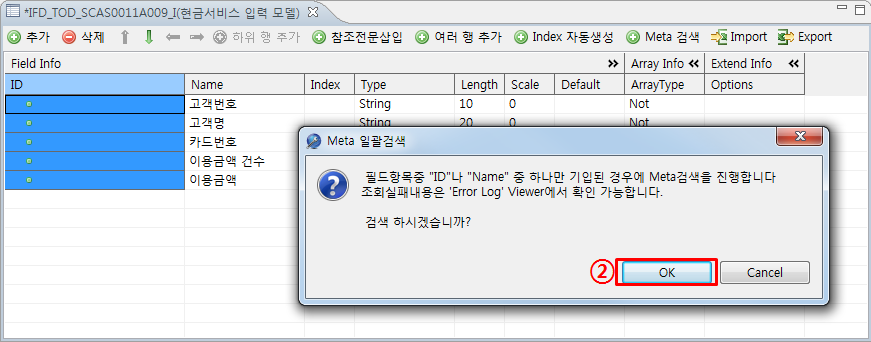 *IFD_TOD_SCAS0011A009_I(현금서비스 입력 모델)
추가 삭제 하위 행 추가 참조전문삽입 여러 행 추가 Index 자동생성 Meta 검색 Import Export
Field Info Array Info Extend Info
ID Name Index Type Length Scale Default ArrayType Options
고객번호 String 10 0 Not
고객명 String 20 0 Not
카드번호
이용금액 건수
이용금액
Meta 일괄검색
필드항목중 "ID"나 "Name" 중 하나만 기입된 경우에 Meta검색을 진행합니다
조회실패내용은 'Error Log' Viewer에서 확인 가능합니다.
검색 하시겠습니까?
② OK Cancel